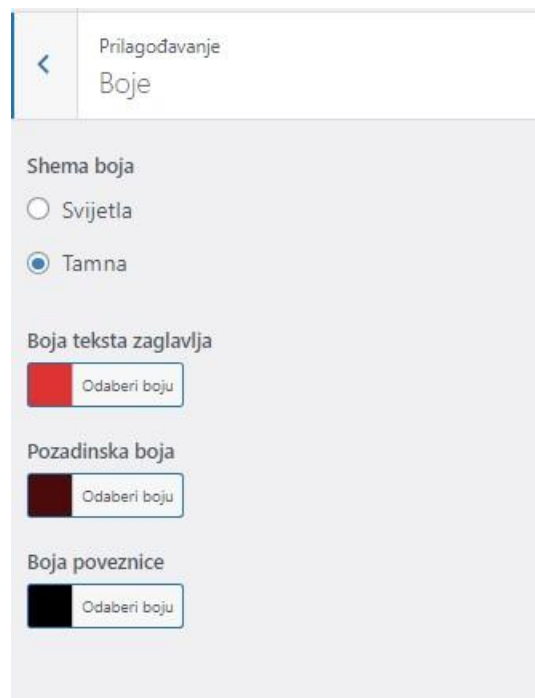 Prilagođavanje
Boje
Shema boja
Svijetla
Tamna
Boja teksta zaglavlja
Odaberi boju
Pozadinska boja
Odaberi boju
Boja poveznice
Odaberi boju